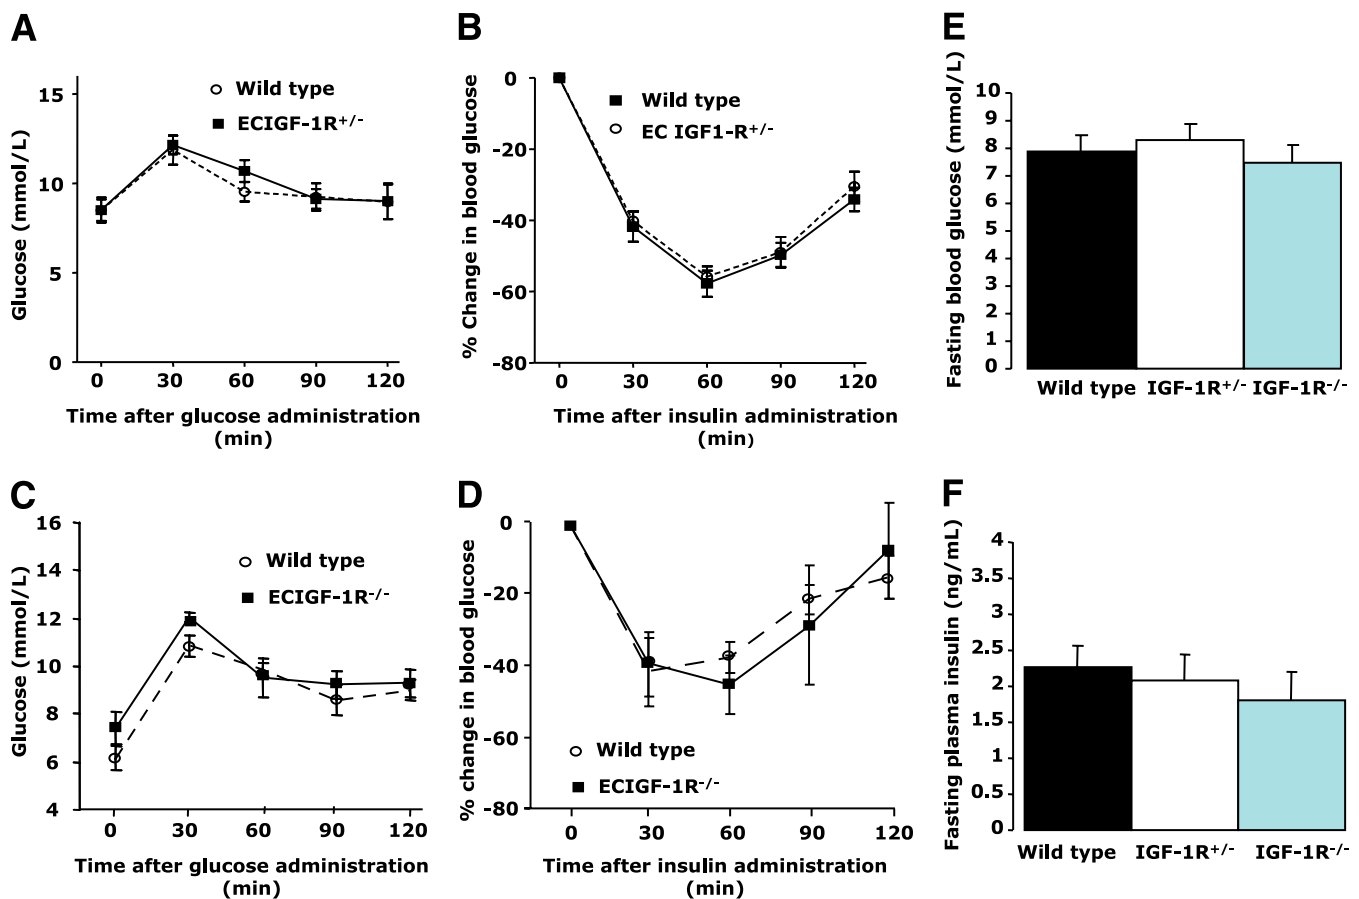 A
Glucose (mmol/L)
15
10
5
0
Wild type
ECIGF-1R+/-
0 30 60 90 120
Time after glucose administration
(min)
B
% Change in blood glucose
0
-20
-40
-60
-80
Wild type
EC IGF1-R+/-
0 30 60 90 120
Time after insulin administration
(min)
E
Fasting blood glucose (mmol/L)
10
9
8
7
6
5
4
3
2
1
0
Wild type IGF-1R+/- IGF-1R-/-
C
Glucose (mmol/L)
16
14
12
10
8
6
4
Wild type
ECIGF-1R-/-
0 30 60 90 120
Time after glucose administration
(min)
D
% change in blood glucose
0
-20
-40
-60
-80
Wild type
ECIGF-1R-/-
0 30 60 90 120
Time after insulin administration
(min)
F
Fasting plasma insulin (ng/mL)
4
3.5
3
2.5
2
1.5
1
0.5
0
Wild type IGF-1R+/- IGF-1R-/-